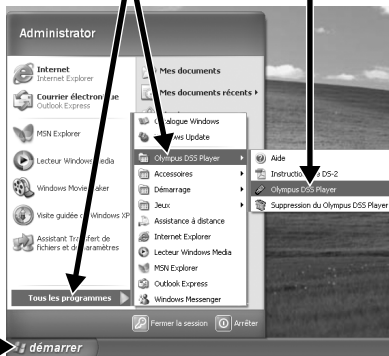 Administrator
Internet
Internet Explorer
Courrier électronique
Outlook Express
MSN Explorer
Lecteur Windows Media
Windows Movie Maker
Visite guidée de Windows XP
Assistant Transfert de
fichiers et de paramètres
Tous les programmes
Mes documents
Mes documents récents
Catalogue Windows
Windows Update
Olympus DSS Player
Accessoires
Démarrage
Jeux
Assistance à distance
Internet Explorer
Lecteur Windows Media
MSN Explorer
Outlook Express
Windows Messenger
Aide
DS-2
Olympus DSS Player
Suppression du Olympus DSS Player
Fermer la session
Arrêter
démarrer